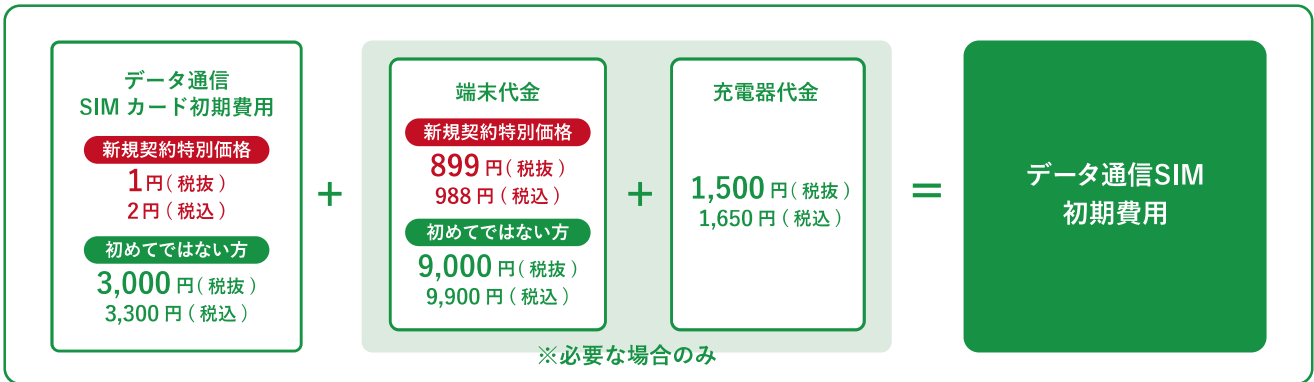 データ通信
SIM カード初期費用
新規契約特別価格
1円(税抜)
2円(税込)
初めてではない方
3,000円(税抜)
3,300円(税込)
+
端末代金
新規契約特別価格
899円(税抜)
988円(税込)
初めてではない方
9,000円(税抜)
9,900円(税込)
+
充電器代金
1,500円(税抜)
1,650円(税込)
※必要な場合のみ
=
データ通信SIM
初期費用